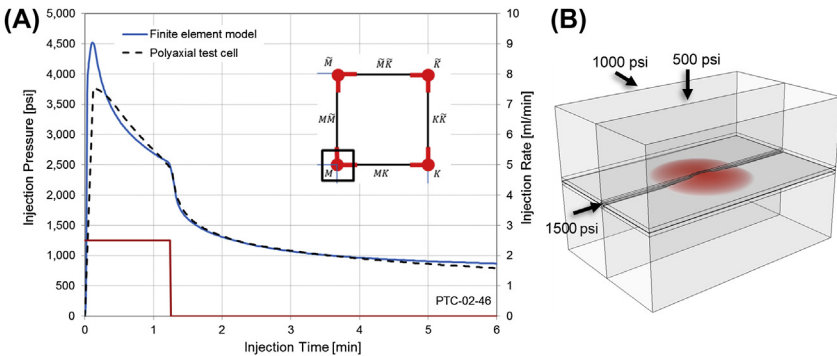 (A)
5,000
4,500
4,000
3,500
3,000
2,500
2,000
1,500
1,000
500
0
Injection Pressure [psi]
Finite element model
Polyaxial test cell
M̃
M̃K̃
K̃
MM̃
KK̃
M
MK
K
PTC-02-46
0
1
2
3
4
5
6
Injection Time [min]
10
9
8
7
6
5
4
3
2
1
0
Injection Rate [ml/min]
(B)
1000 psi
500 psi
1500 psi